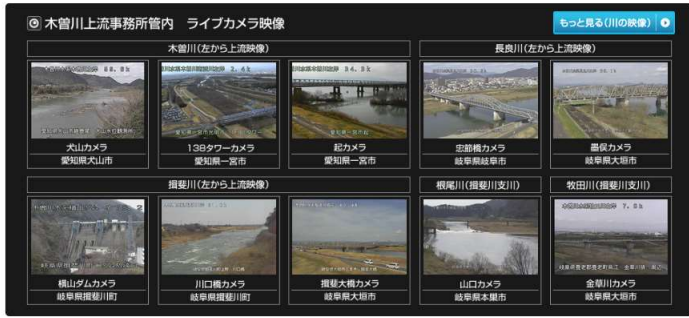 木曽川上流事務所管内 ライブカメラ映像
もっと見る(川の映像)
木曽川(左から上流映像)
長良川(左から上流映像)
犬山カメラ
愛知県犬山市
138タワーカメラ
愛知県一宮市
起カメラ
愛知県一宮市
忠節橋カメラ
岐阜県岐阜市
墨俣カメラ
岐阜県大垣市
揖斐川(左から上流映像)
根尾川(揖斐川支川)
牧田川(揖斐川支川)
横山ダムカメラ
岐阜県揖斐川町
川口橋カメラ
岐阜県揖斐川町
揖斐大橋カメラ
岐阜県大垣市
山口カメラ
岐阜県本巣市
金草川カメラ
岐阜県大垣市